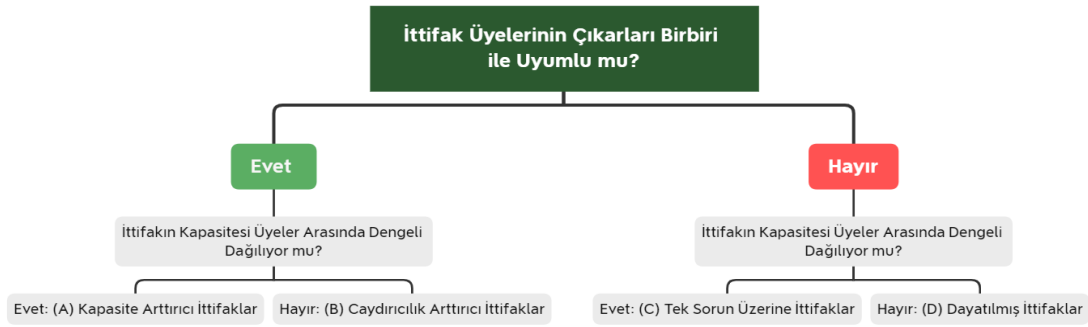 İttifak Üyelerinin Çıkarları Birbiri
ile Uyumlu mu?
Evet
Hayır
İttifakın Kapasitesi Üyeler Arasında Dengeli
Dağılıyor mu?
İttifakın Kapasitesi Üyeler Arasında Dengeli
Dağılıyor mu?
Evet: (A) Kapasite Arttırıcı İttifaklar
Hayır: (B) Caydırıcılık Arttırıcı İttifaklar
Evet: (C) Tek Sorun Üzerine İttifaklar
Hayır: (D) Dayatılmış İttifaklar